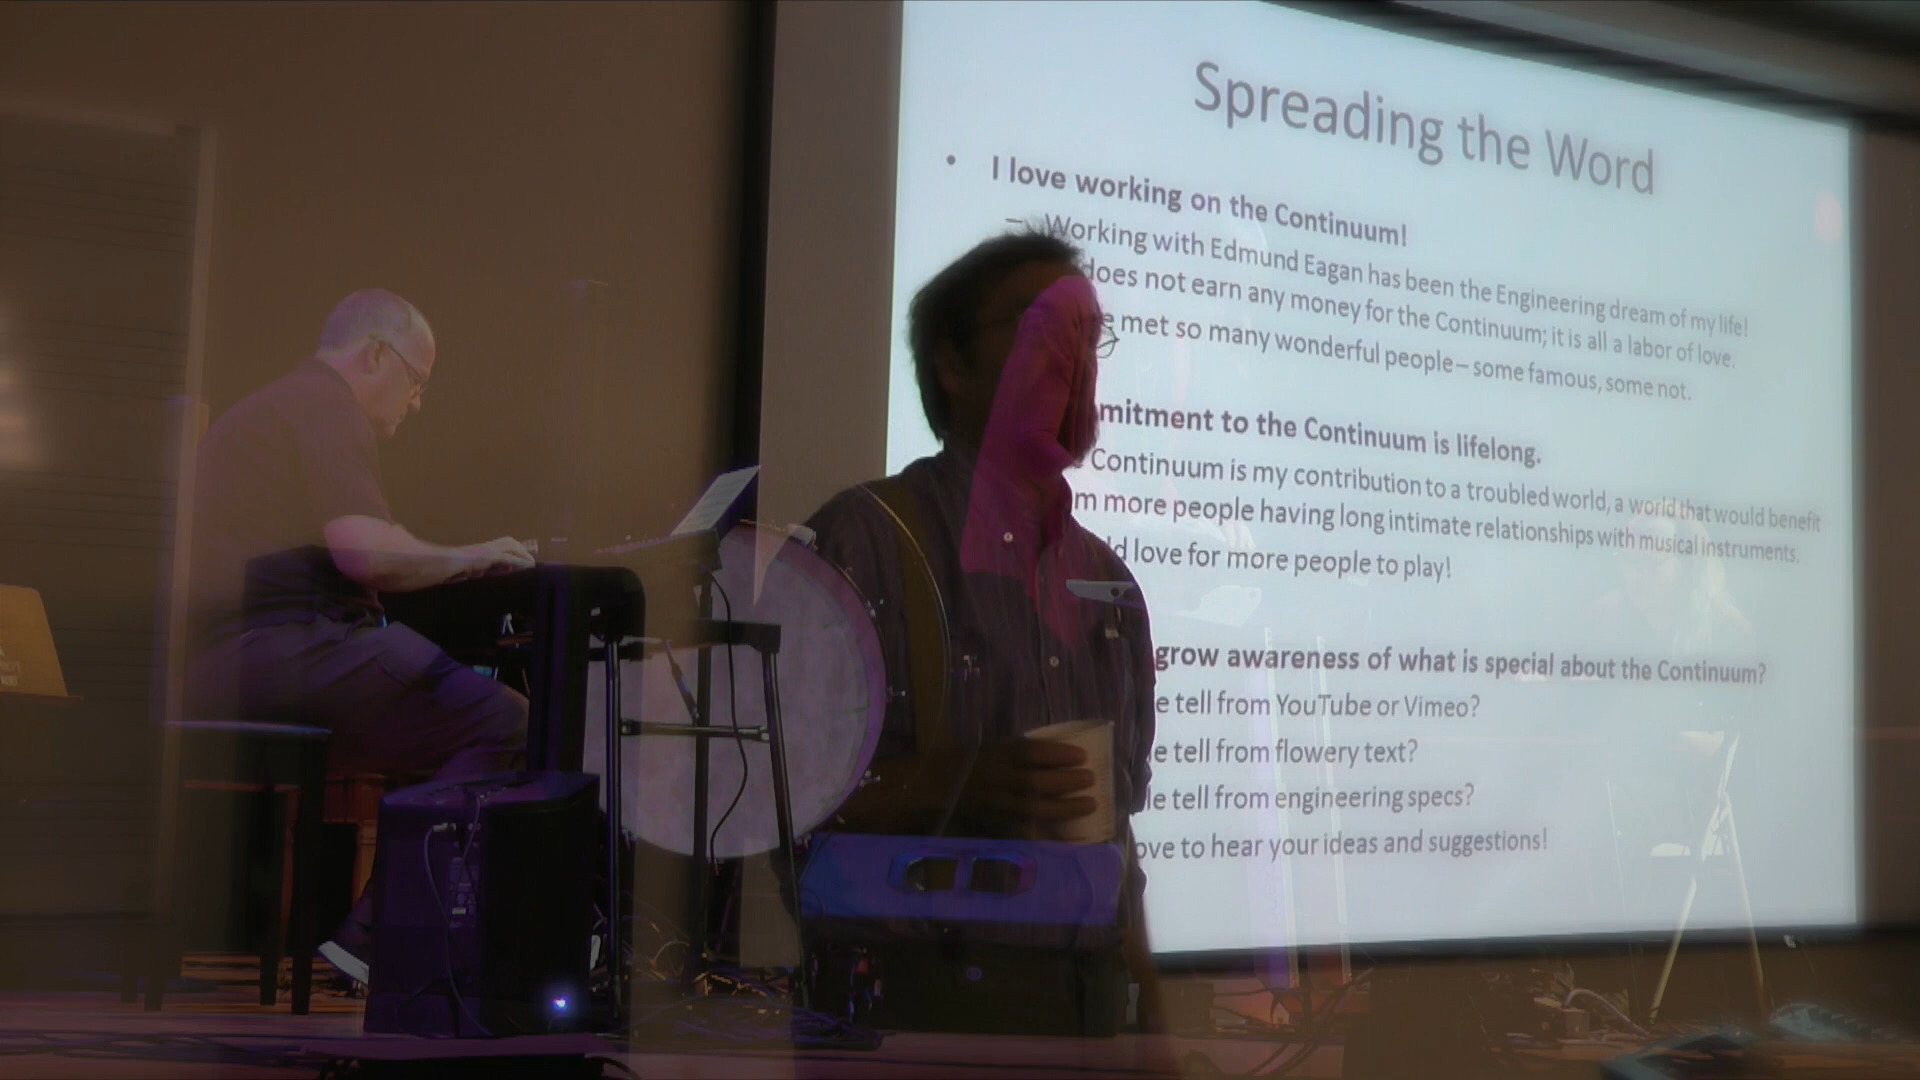 Spreading the Word
• I love working on the Continuum!
– Working with Edmund Eagan has been the Engineering dream of my life!
does not earn any money for the Continuum; it is all a labor of love.
e met so many wonderful people – some famous, some not.
mitment to the Continuum is lifelong.
Continuum is my contribution to a troubled world, a world that would benefit
m more people having long intimate relationships with musical instruments.
ld love for more people to play!
grow awareness of what is special about the Continuum?
e tell from YouTube or Vimeo?
e tell from flowery text?
le tell from engineering specs?
ove to hear your ideas and suggestions!